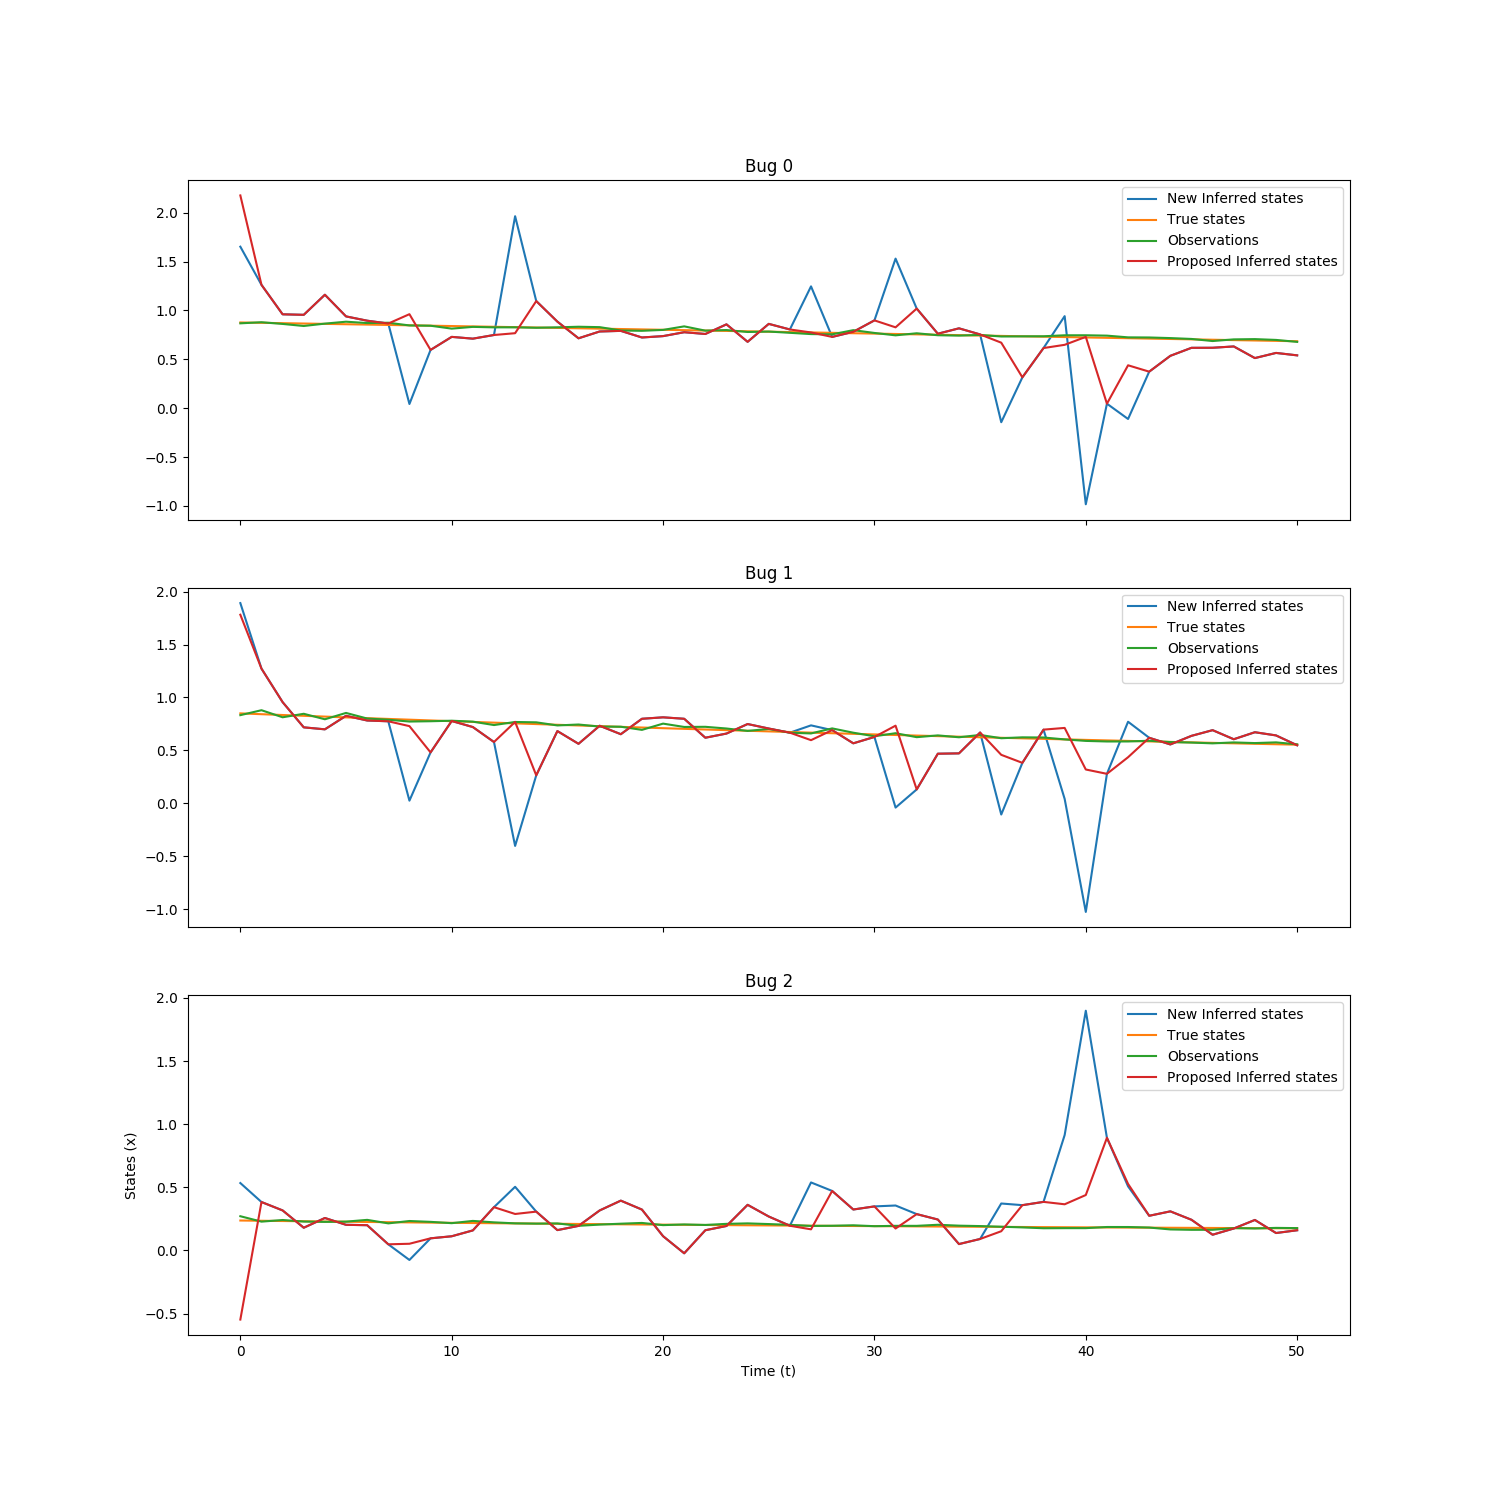 Bug 0
2.0
1.5
1.0
0.5
0.0
−0.5
−1.0
New Inferred states
True states
Observations
Proposed Inferred states
Bug 1
2.0
1.5
1.0
0.5
0.0
−0.5
−1.0
New Inferred states
True states
Observations
Proposed Inferred states
Bug 2
States (x)
2.0
1.5
1.0
0.5
0.0
−0.5
New Inferred states
True states
Observations
Proposed Inferred states
0 10 20 30 40 50
Time (t)